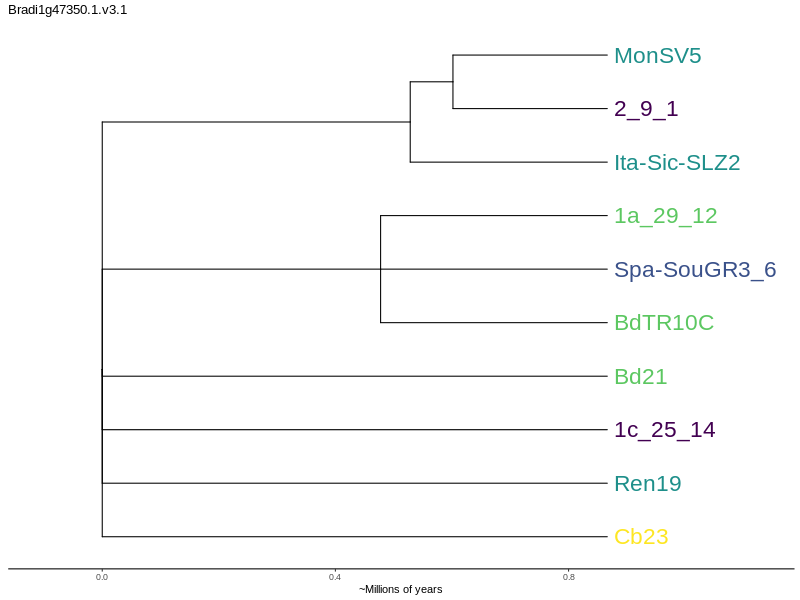 Bradi1g47350.1.v3.1
MonSV5
2_9_1
Ita-Sic-SLZ2
1a_29_12
Spa-SouGR3_6
BdTR10C
Bd21
1c_25_14
Ren19
Cb23
0.0 0.4 0.8
~Millions of years